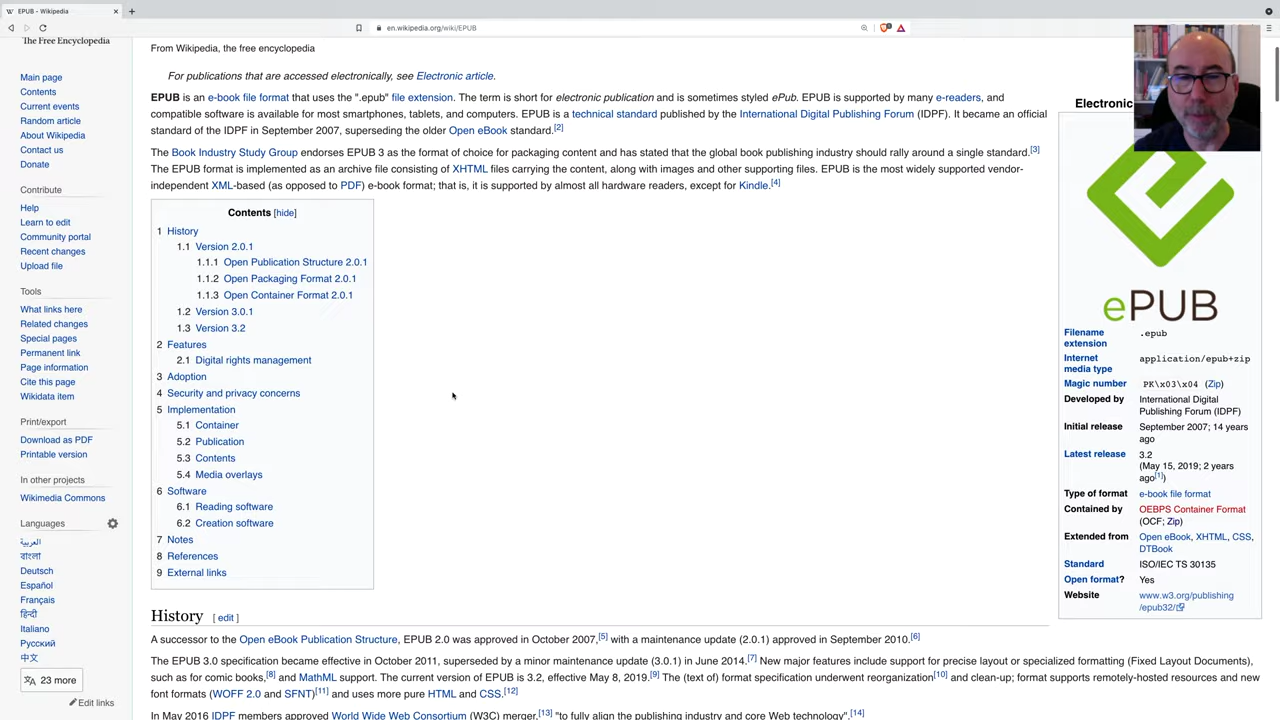 EPUB - Wikipedia
en.wikipedia.org/wiki/EPUB
The Free Encyclopedia
Main page
Contents
Current events
Random article
About Wikipedia
Contact us
Donate
Contribute
Help
Learn to edit
Community portal
Recent changes
Upload file
Tools
What links here
Related changes
Special pages
Permanent link
Page information
Cite this page
Wikidata item
Print/export
Download as PDF
Printable version
In other projects
Wikimedia Commons
Languages
العربية
বাংলা
Deutsch
Español
Français
हिन्दी
Italiano
Русский
中文
23 more
Edit links
From Wikipedia, the free encyclopedia
For publications that are accessed electronically, see Electronic article.
EPUB is an e-book file format that uses the ".epub" file extension. The term is short for electronic publication and is sometimes styled ePub. EPUB is supported by many e-readers, and
compatible software is available for most smartphones, tablets, and computers. EPUB is a technical standard published by the International Digital Publishing Forum (IDPF). It became an official
standard of the IDPF in September 2007, superseding the older Open eBook standard.[2]
The Book Industry Study Group endorses EPUB 3 as the format of choice for packaging content and has stated that the global book publishing industry should rally around a single standard.[3]
The EPUB format is implemented as an archive file consisting of XHTML files carrying the content, along with images and other supporting files. EPUB is the most widely supported vendor-
independent XML-based (as opposed to PDF) e-book format; that is, it is supported by almost all hardware readers, except for Kindle.[4]
Contents [hide]
1 History
1.1 Version 2.0.1
1.1.1 Open Publication Structure 2.0.1
1.1.2 Open Packaging Format 2.0.1
1.1.3 Open Container Format 2.0.1
1.2 Version 3.0.1
1.3 Version 3.2
2 Features
2.1 Digital rights management
3 Adoption
4 Security and privacy concerns
5 Implementation
5.1 Container
5.2 Publication
5.3 Contents
5.4 Media overlays
6 Software
6.1 Reading software
6.2 Creation software
7 Notes
8 References
9 External links
History [ edit ]
A successor to the Open eBook Publication Structure, EPUB 2.0 was approved in October 2007,[5] with a maintenance update (2.0.1) approved in September 2010.[6]
The EPUB 3.0 specification became effective in October 2011, superseded by a minor maintenance update (3.0.1) in June 2014.[7] New major features include support for precise layout or specialized formatting (Fixed Layout Documents),
such as for comic books,[8] and MathML support. The current version of EPUB is 3.2, effective May 8, 2019.[9] The (text of) format specification underwent reorganization[10] and clean-up; format supports remotely-hosted resources and new
font formats (WOFF 2.0 and SFNT)[11] and uses more pure HTML and CSS.[12]
In May 2016 IDPF members approved World Wide Web Consortium (W3C) merger,[13] "to fully align the publishing industry and core Web technology".[14]
Electronic
ePUB
Filename .epub
extension
Internet application/epub+zip
media type
Magic number PK\x03\x04 (Zip)
Developed by International Digital
Publishing Forum (IDPF)
Initial release September 2007; 14 years
ago
Latest release 3.2
(May 15, 2019; 2 years
ago[1])
Type of format e-book file format
Contained by OEBPS Container Format
(OCF; Zip)
Extended from Open eBook, XHTML, CSS,
DTBook
Standard ISO/IEC TS 30135
Open format? Yes
Website www.w3.org/publishing
/epub32/